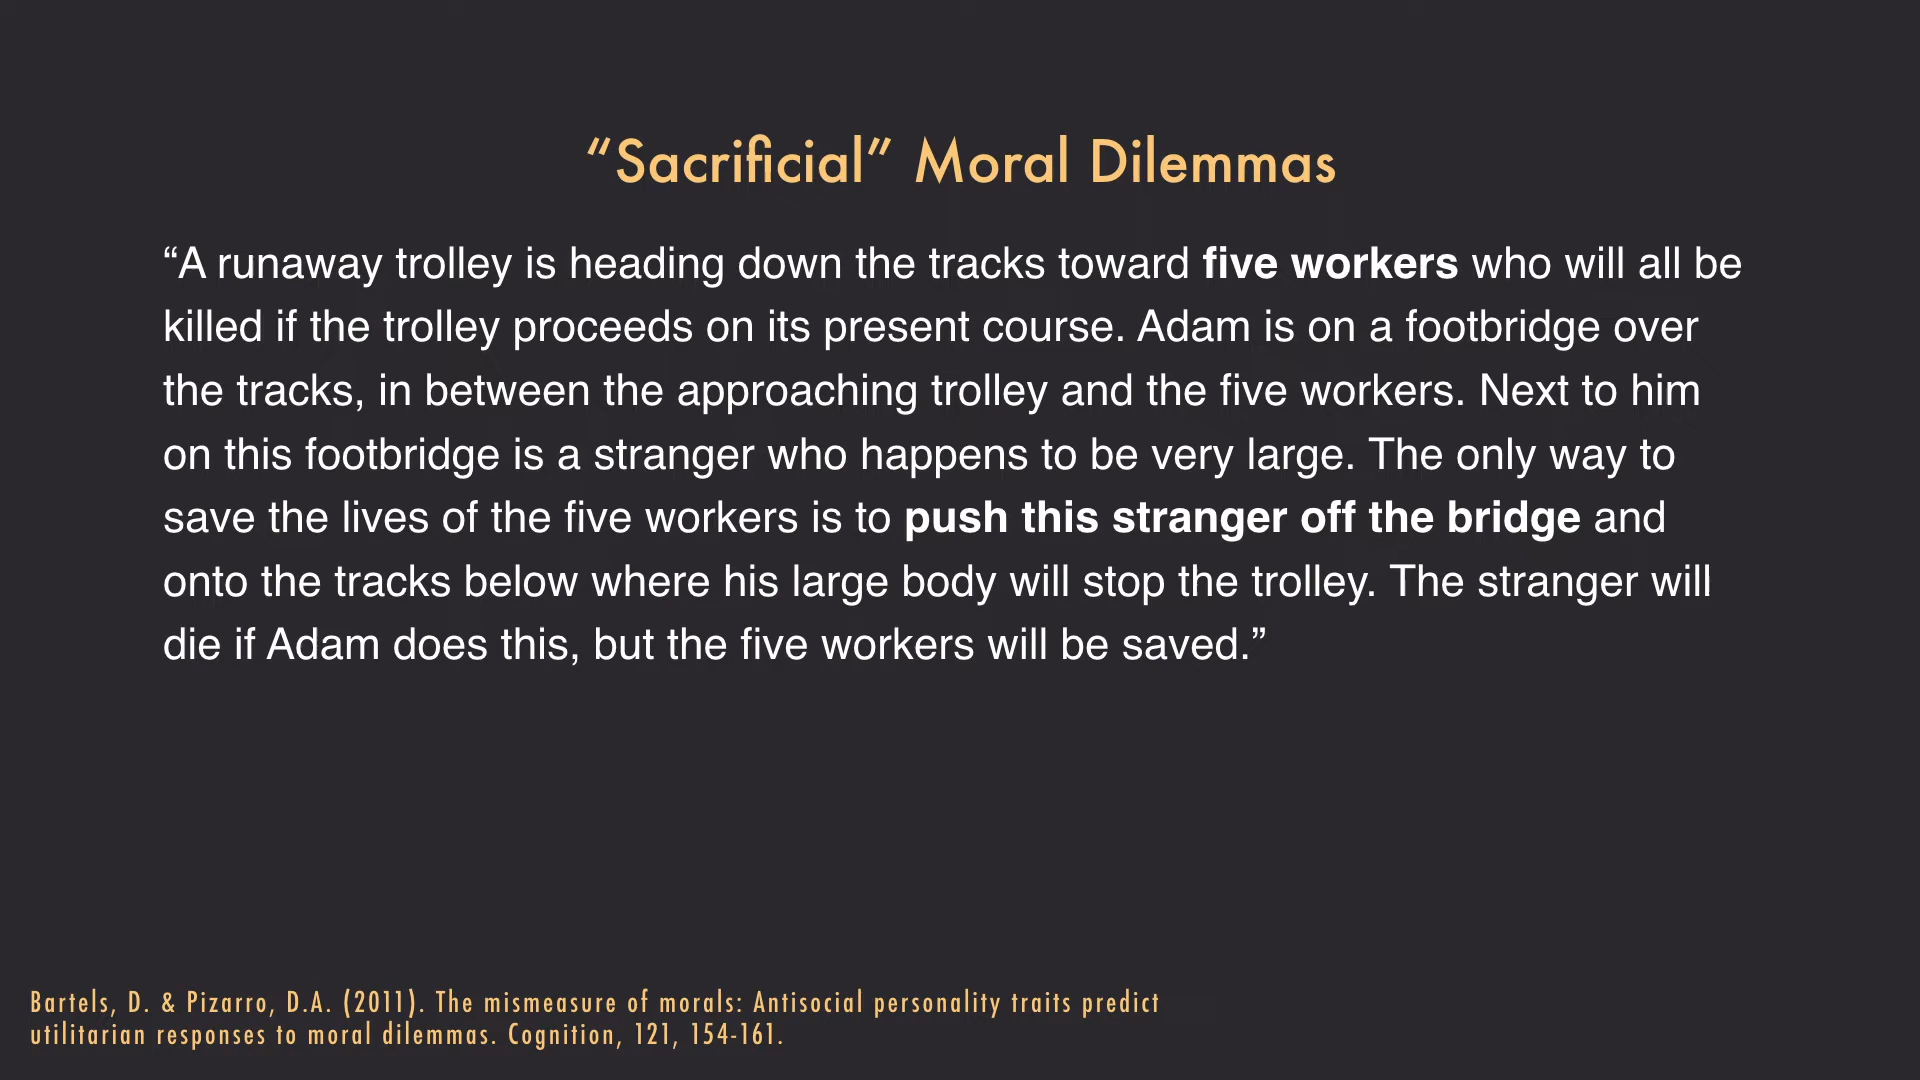 “Sacrificial” Moral Dilemmas
“A runaway trolley is heading down the tracks toward five workers who will all be
killed if the trolley proceeds on its present course. Adam is on a footbridge over
the tracks, in between the approaching trolley and the five workers. Next to him
on this footbridge is a stranger who happens to be very large. The only way to
save the lives of the five workers is to push this stranger off the bridge and
onto the tracks below where his large body will stop the trolley. The stranger will
die if Adam does this, but the five workers will be saved.”
Bartels, D. & Pizarro, D.A. (2011). The mismeasure of morals: Antisocial personality traits predict
utilitarian responses to moral dilemmas. Cognition, 121, 154-161.